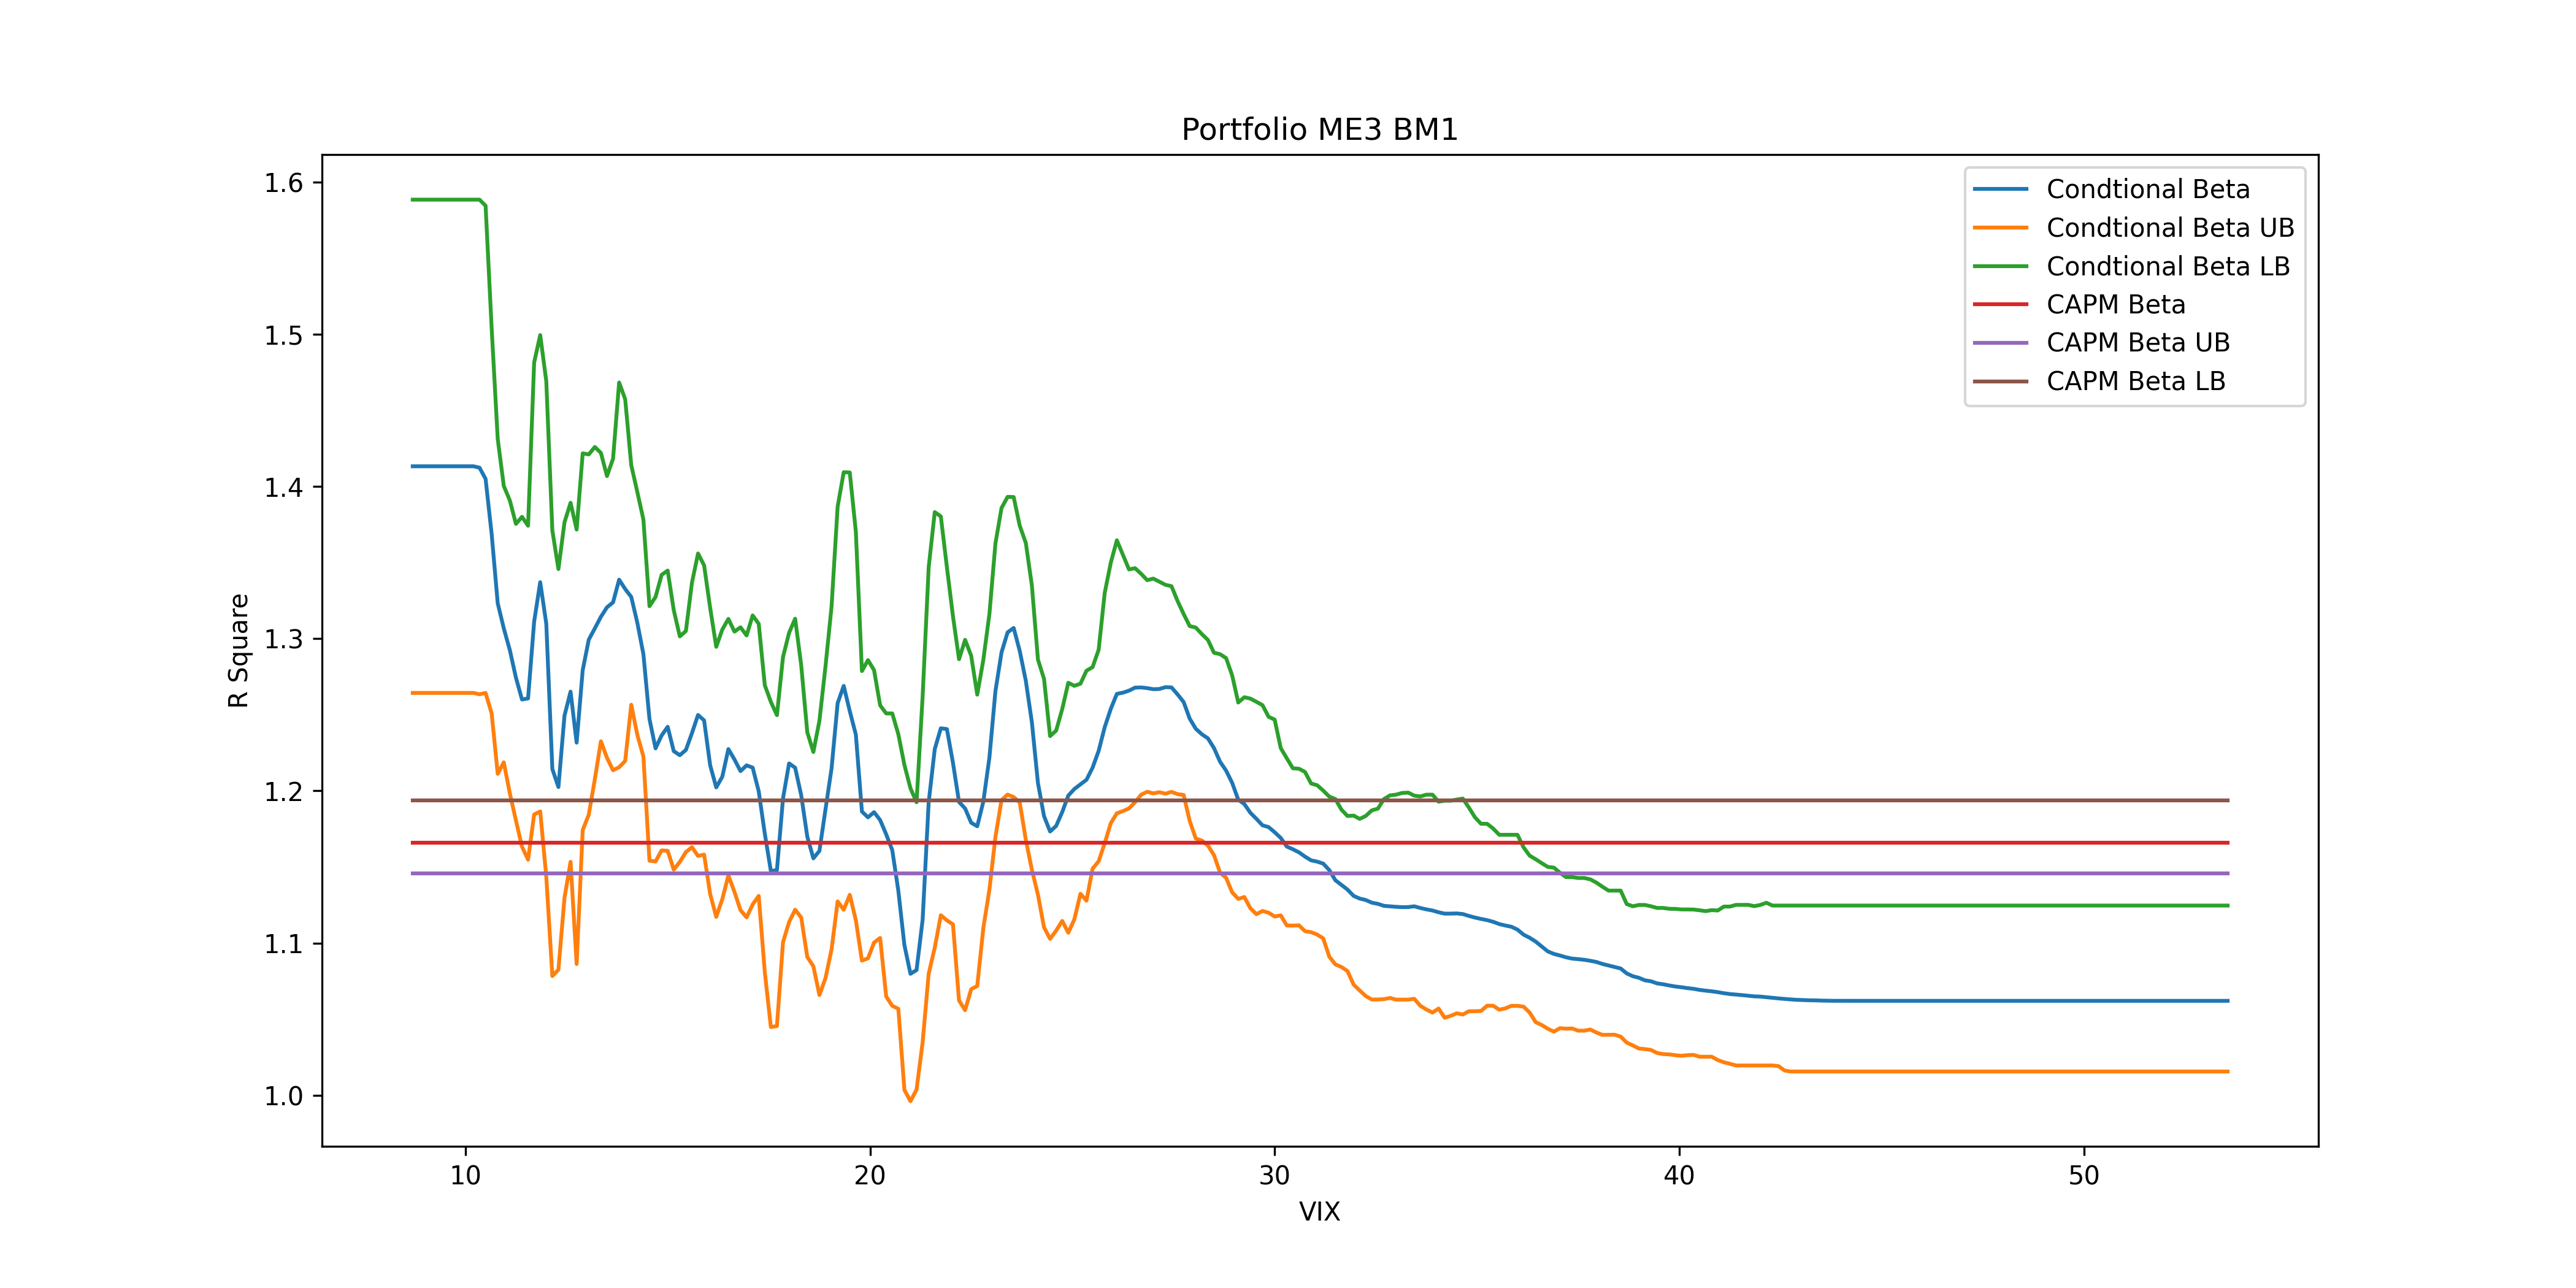 Portfolio ME3 BM1
1.6
1.5
1.4
1.3
1.2
1.1
1.0
R Square
Condtional Beta
Condtional Beta UB
Condtional Beta LB
CAPM Beta
CAPM Beta UB
CAPM Beta LB
10
20
30
40
50
VIX